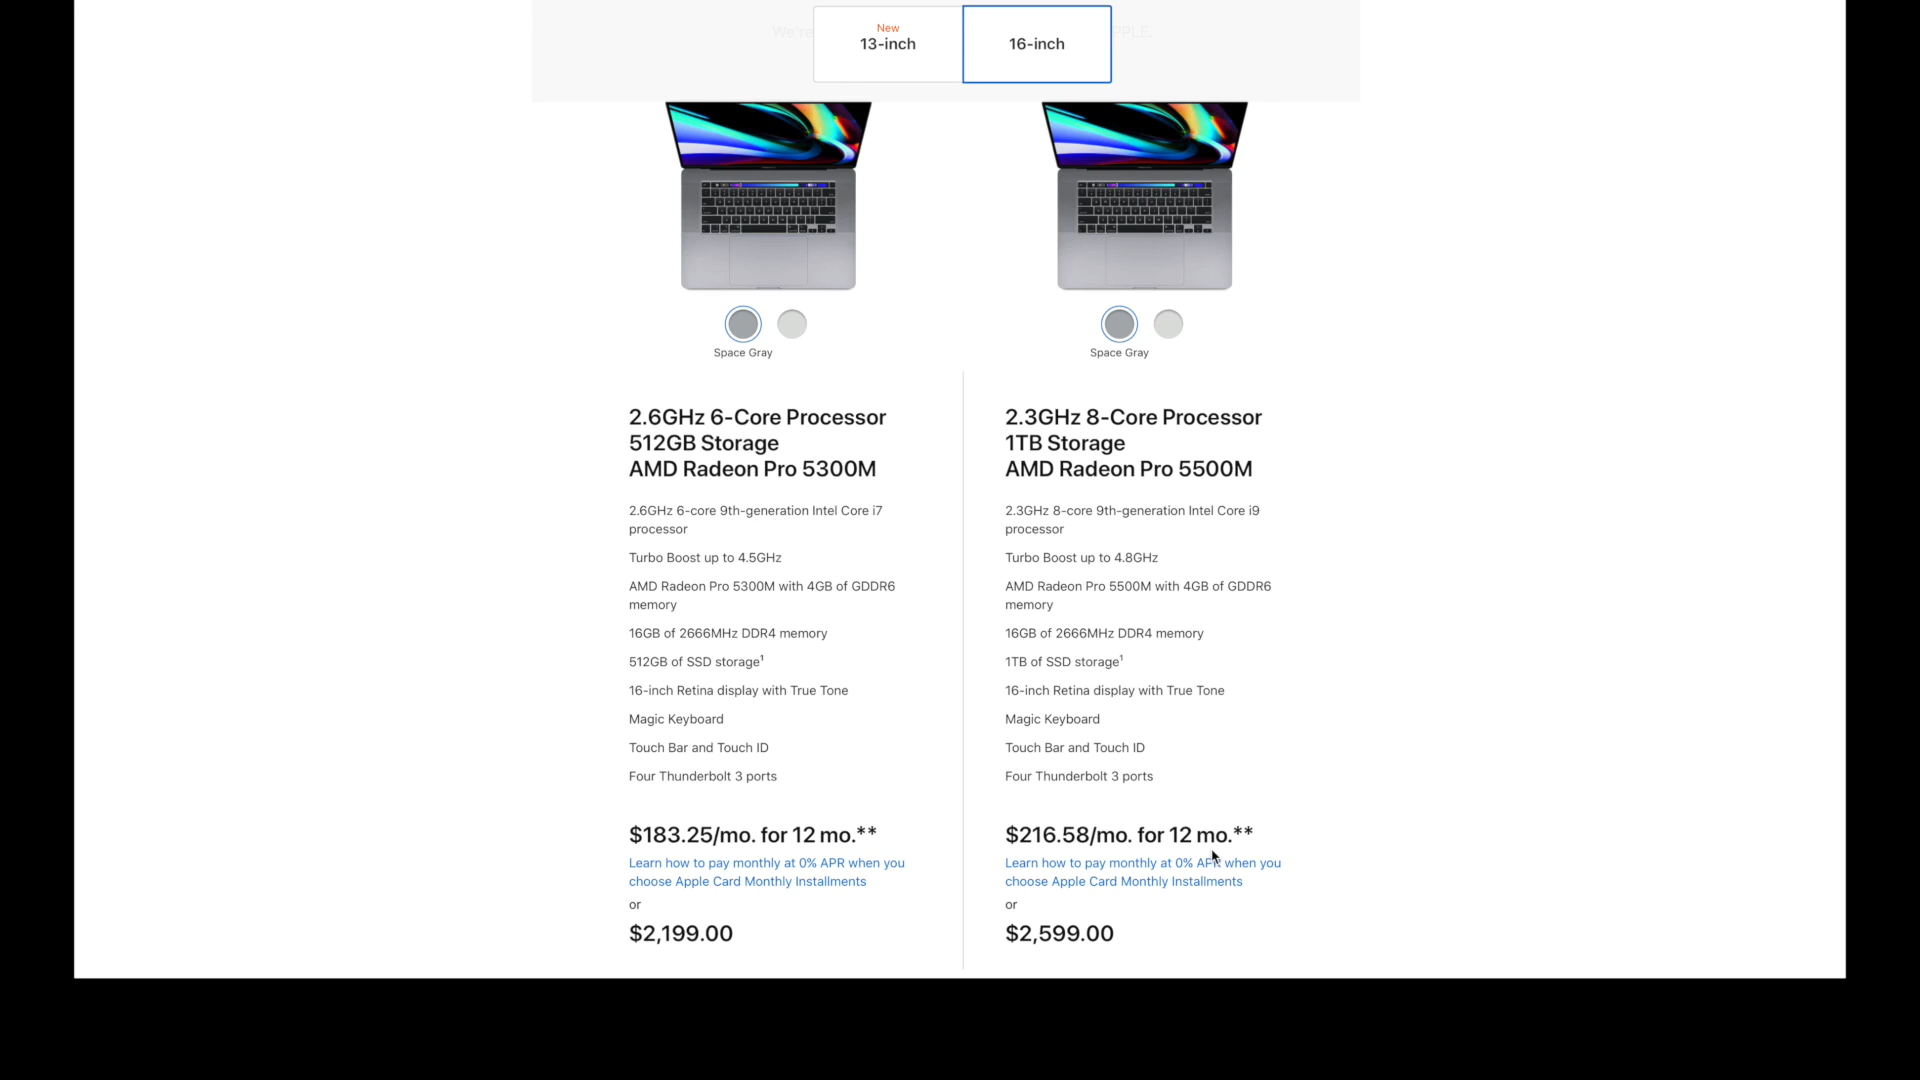 We're
PPLE.
New
13-inch
16-inch
Space Gray
2.6GHz 6-Core Processor
512GB Storage
AMD Radeon Pro 5300M
2.6GHz 6-core 9th-generation Intel Core i7
processor
Turbo Boost up to 4.5GHz
AMD Radeon Pro 5300M with 4GB of GDDR6
memory
16GB of 2666MHz DDR4 memory
512GB of SSD storage¹
16-inch Retina display with True Tone
Magic Keyboard
Touch Bar and Touch ID
Four Thunderbolt 3 ports
$183.25/mo. for 12 mo.**
Learn how to pay monthly at 0% APR when you
choose Apple Card Monthly Installments
or
$2,199.00
Space Gray
2.3GHz 8-Core Processor
1TB Storage
AMD Radeon Pro 5500M
2.3GHz 8-core 9th-generation Intel Core i9
processor
Turbo Boost up to 4.8GHz
AMD Radeon Pro 5500M with 4GB of GDDR6
memory
16GB of 2666MHz DDR4 memory
1TB of SSD storage¹
16-inch Retina display with True Tone
Magic Keyboard
Touch Bar and Touch ID
Four Thunderbolt 3 ports
$216.58/mo. for 12 mo.**
Learn how to pay monthly at 0% APR when you
choose Apple Card Monthly Installments
or
$2,599.00